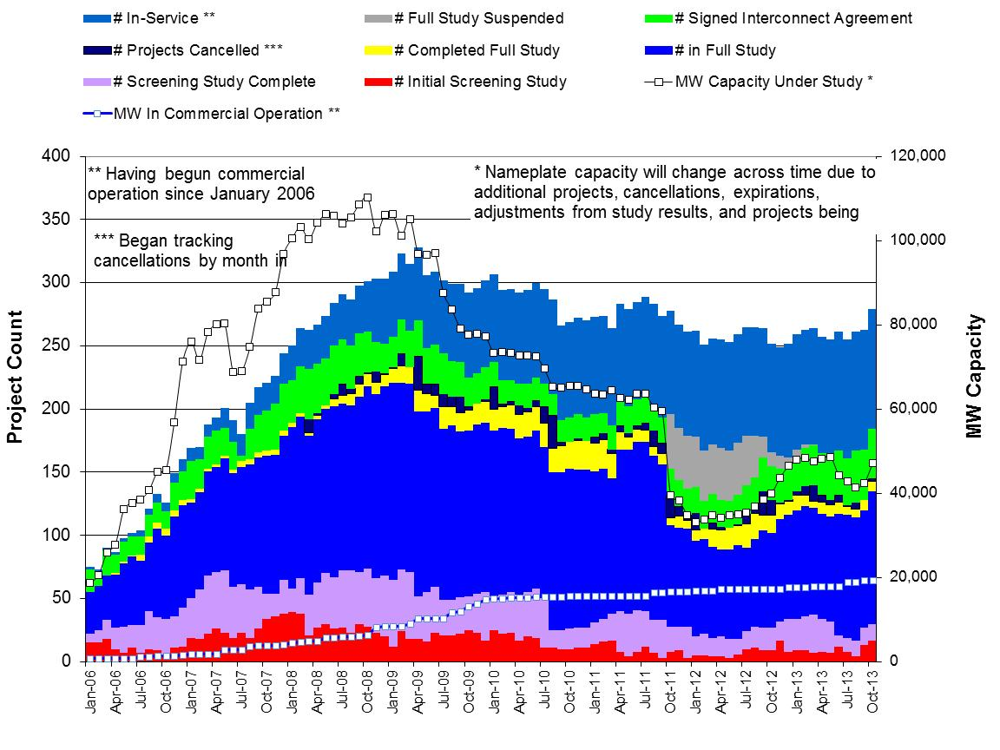 # In-Service **
# Full Study Suspended
# Signed Interconnect Agreement
# Projects Cancelled ***
# Completed Full Study
# in Full Study
# Screening Study Complete
# Initial Screening Study
MW Capacity Under Study *
MW In Commercial Operation **
400
350
300
250
200
150
100
50
0
Project Count
** Having begun commercial
operation since January 2006
*** Began tracking
cancellations by month in
* Nameplate capacity will change across time due to
additional projects, cancellations, expirations,
adjustments from study results, and projects being
120,000
100,000
80,000
60,000
40,000
20,000
0
MW Capacity
Jan-06
Apr-06
Jul-06
Oct-06
Jan-07
Apr-07
Jul-07
Oct-07
Jan-08
Apr-08
Jul-08
Oct-08
Jan-09
Apr-09
Jul-09
Oct-09
Jan-10
Apr-10
Jul-10
Oct-10
Jan-11
Apr-11
Jul-11
Oct-11
Jan-12
Apr-12
Jul-12
Oct-12
Jan-13
Apr-13
Jul-13
Oct-13